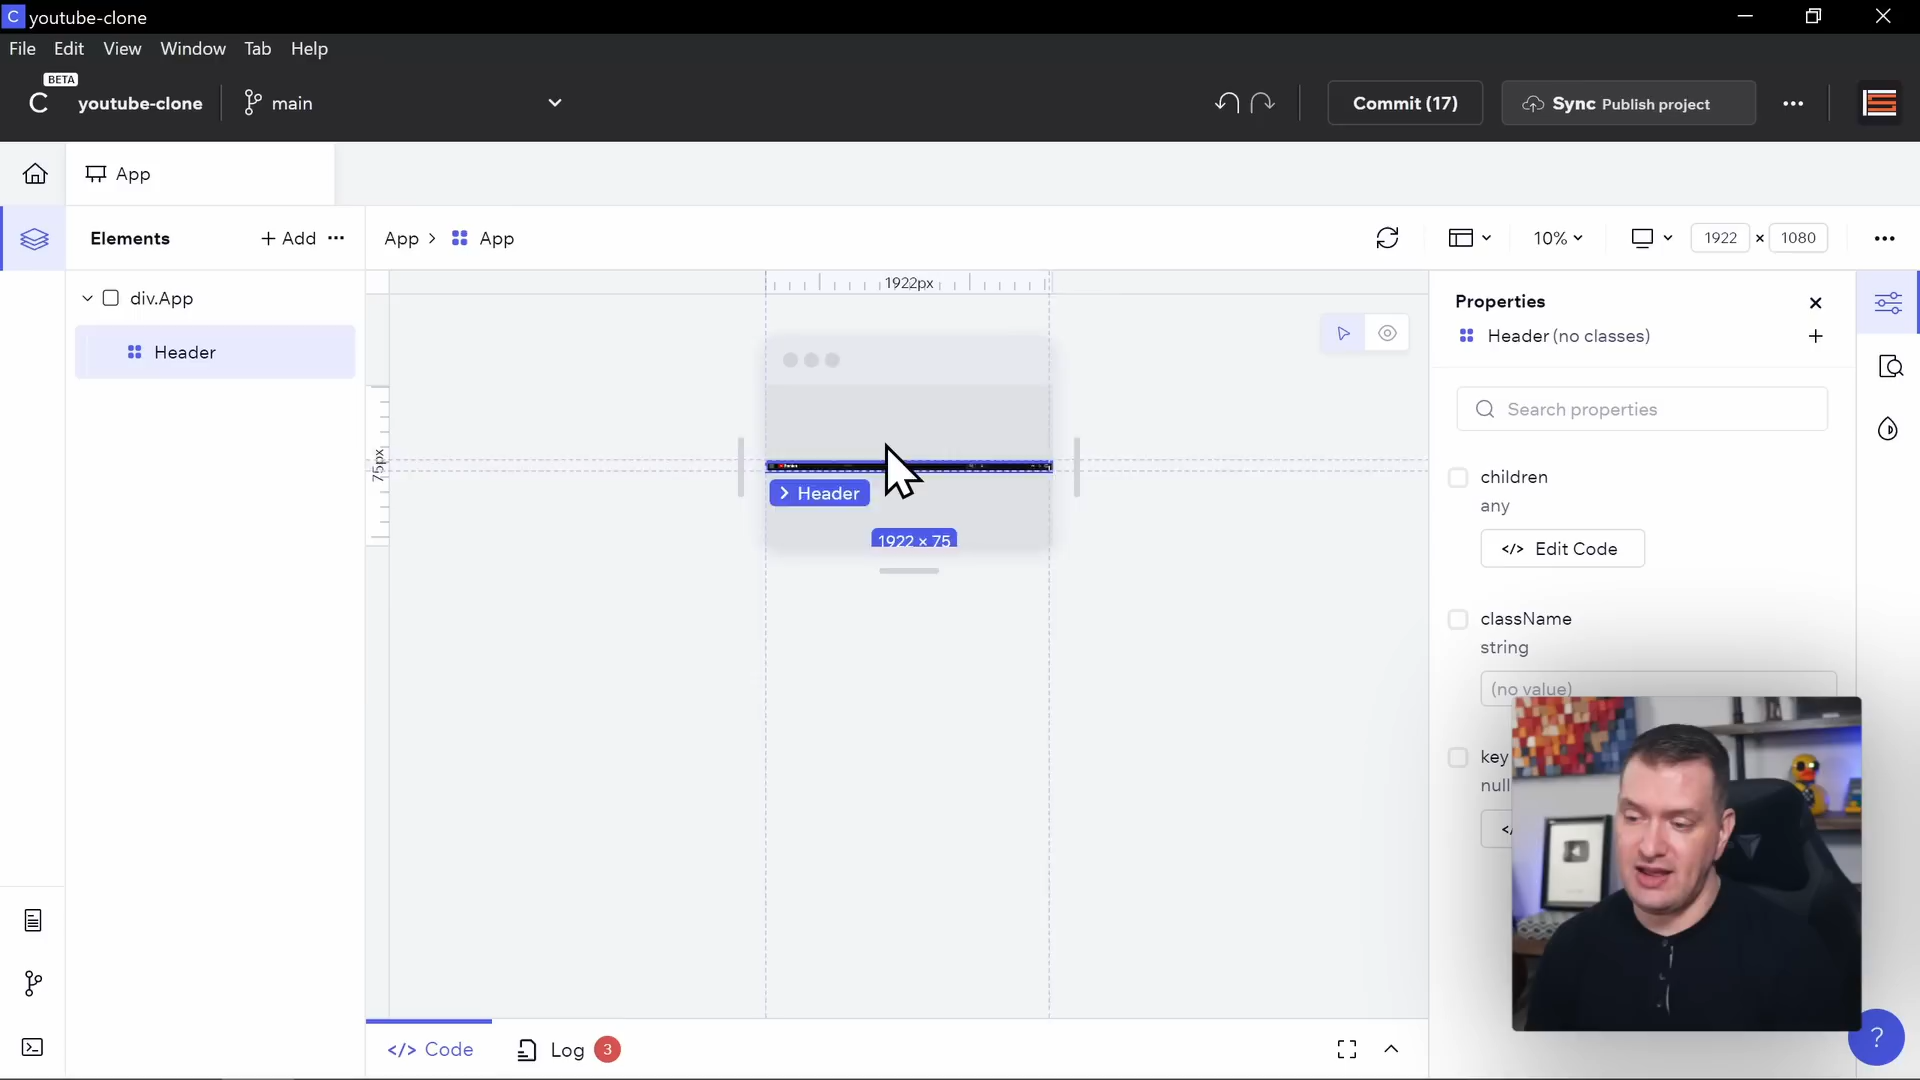 C youtube-clone
File Edit View Window Tab Help
BETA
C youtube-clone main Commit (17) Sync Publish project
App
Elements + Add App > App 10% 1922 × 1080
div.App
Header
1922px
75px
> Header
1922 × 75
Properties
Header (no classes)
Search properties
children
any
</> Edit Code
className
string
(no value)
key
null
</> Code Log 3
?